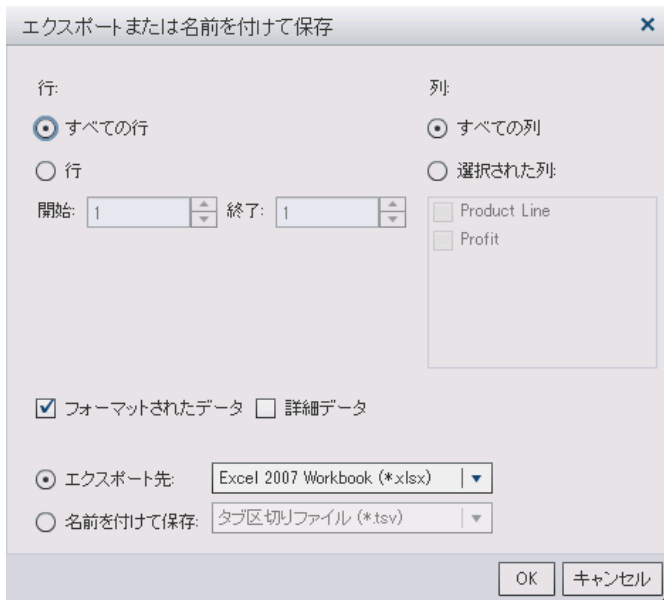 エクスポートまたは名前を付けて保存
行: 列:
すべての行 すべての列
行 選択された列:
開始: 1 終了: 1
Product Line
Profit
フォーマットされたデータ 詳細データ
エクスポート先: Excel 2007 Workbook (*.xlsx)
名前を付けて保存: タブ区切りファイル (*.tsv)
OK キャンセル